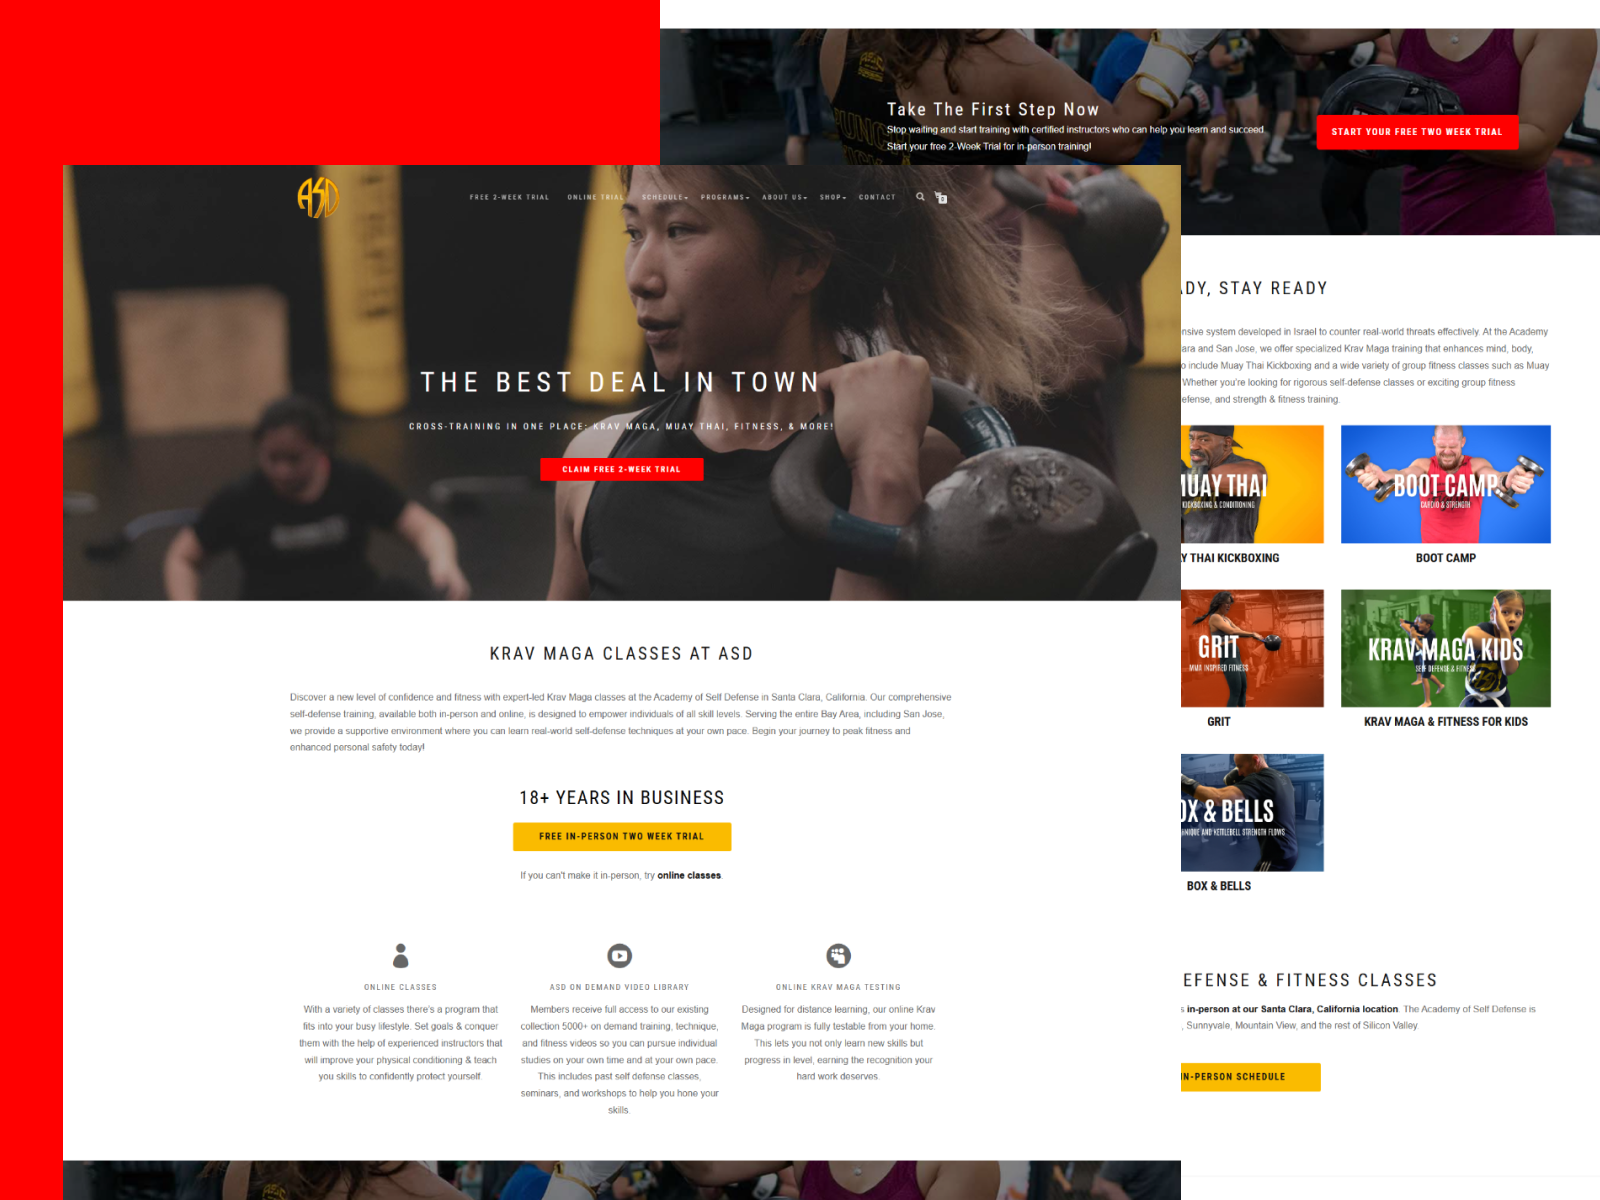 Take The First Step Now
Stop waiting and start training with certified instructors who can help you learn and succeed.
Start your free 2-Week Trial for in-person training!
START YOUR FREE TWO WEEK TRIAL
ASD
FREE 2-WEEK TRIAL
ONLINE TRIAL
SCHEDULE
PROGRAMS
ABOUT US
SHOP
CONTACT
0
THE BEST DEAL IN TOWN
CROSS-TRAINING IN ONE PLACE: KRAV MAGA, MUAY THAI, FITNESS, & MORE!
CLAIM FREE 2-WEEK TRIAL
KRAV MAGA CLASSES AT ASD
Discover a new level of confidence and fitness with expert-led Krav Maga classes at the Academy of Self Defense in Santa Clara, California. Our comprehensive
self-defense training, available both in-person and online, is designed to empower individuals of all skill levels. Serving the entire Bay Area, including San Jose,
we provide a supportive environment where you can learn real-world self-defense techniques at your own pace. Begin your journey to peak fitness and
enhanced personal safety today!
18+ YEARS IN BUSINESS
FREE IN-PERSON TWO WEEK TRIAL
If you can't make it in-person, try online classes.
ONLINE CLASSES
With a variety of classes there's a program that
fits into your busy lifestyle. Set goals & conquer
them with the help of experienced instructors that
will improve your physical conditioning & teach
you skills to confidently protect yourself.
ASD ON DEMAND VIDEO LIBRARY
Members receive full access to our existing
collection 5000+ on demand training, technique,
and fitness videos so you can pursue individual
studies on your own time and at your own pace.
This includes past self defense classes,
seminars, and workshops to help you hone your
skills.
ONLINE KRAV MAGA TESTING
Designed for distance learning, our online Krav
Maga program is fully testable from your home.
This lets you not only learn new skills but
progress in level, earning the recognition your
hard work deserves.
DY, STAY READY
nsive system developed in Israel to counter real-world threats effectively. At the Academy
ara and San Jose, we offer specialized Krav Maga training that enhances mind, body,
o include Muay Thai Kickboxing and a wide variety of group fitness classes such as Muay
Whether you're looking for rigorous self-defense classes or exciting group fitness
efense, and strength & fitness training.
MUAY THAI
KICKBOXING & CONDITIONING
Y THAI KICKBOXING
BOOT CAMP
CARDIO & STRENGTH
BOOT CAMP
GRIT
MMA INSPIRED FITNESS
GRIT
KRAV MAGA KIDS
SELF DEFENSE & FITNESS
KRAV MAGA & FITNESS FOR KIDS
OX & BELLS
HNIQUE AND KETTLEBELL STRENGTH FLOWS
BOX & BELLS
EFENSE & FITNESS CLASSES
s in-person at our Santa Clara, California location. The Academy of Self Defense is
, Sunnyvale, Mountain View, and the rest of Silicon Valley.
IN-PERSON SCHEDULE